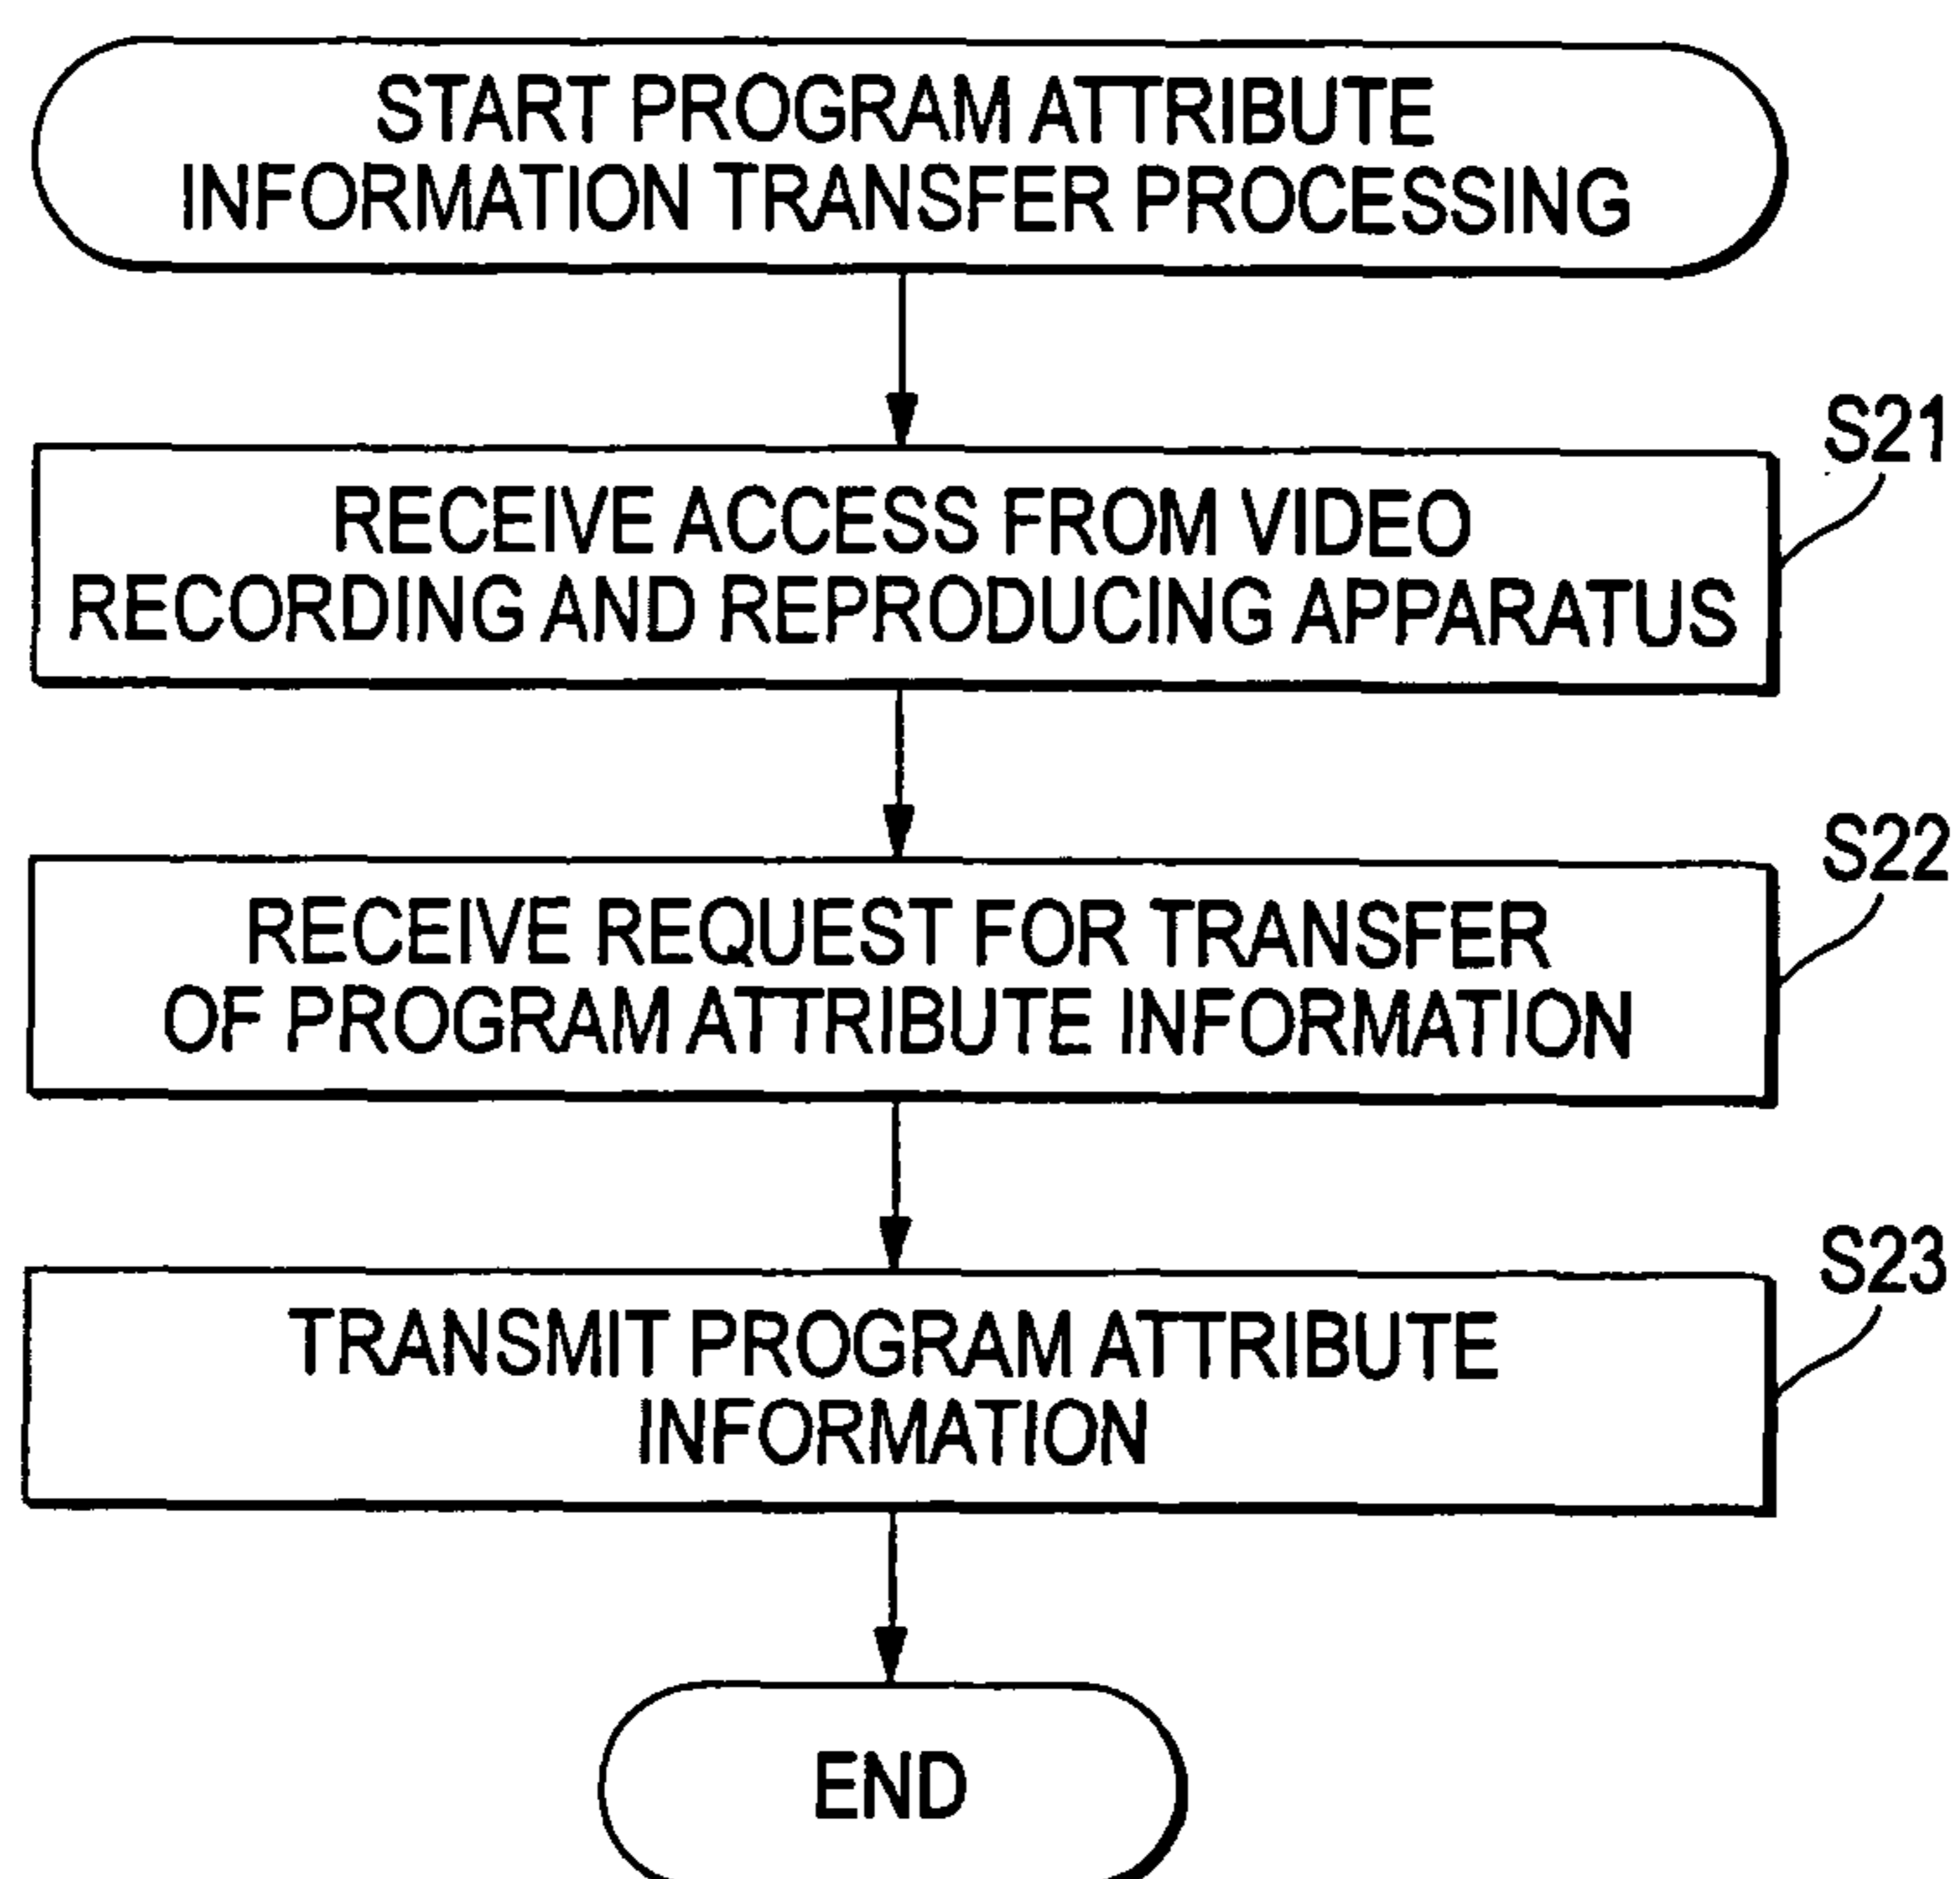 START PROGRAM ATTRIBUTE
INFORMATION TRANSFER PROCESSING
S21
RECEIVE ACCESS FROM VIDEO
RECORDING AND REPRODUCING APPARATUS
S22
RECEIVE REQUEST FOR TRANSFER
OF PROGRAM ATTRIBUTE INFORMATION
S23
TRANSMIT PROGRAM ATTRIBUTE
INFORMATION
END